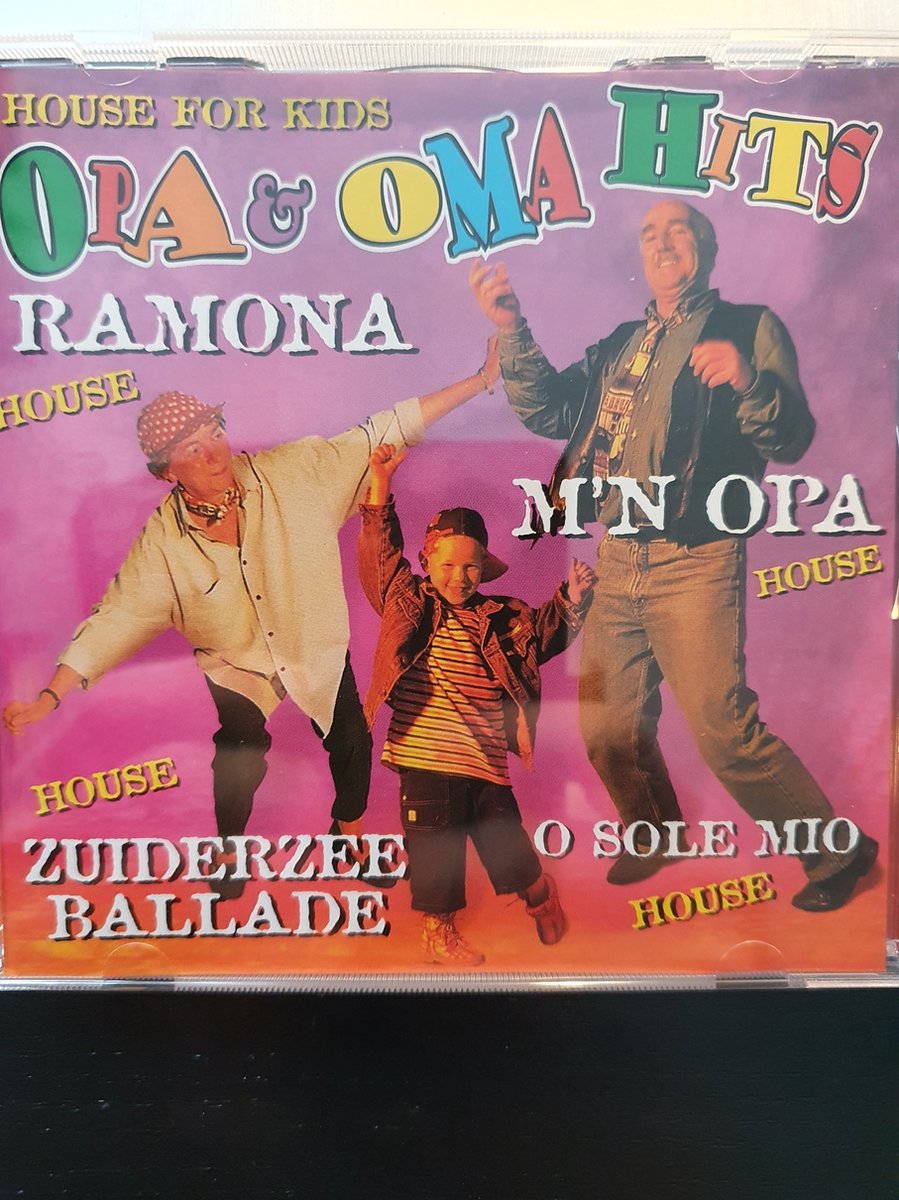 HOUSE FOR KIDS
OPA & OMA HITS
RAMONA
HOUSE
M'N OPA
HOUSE
HOUSE
ZUIDERZEE
BALLADE
O SOLE MIO
HOUSE